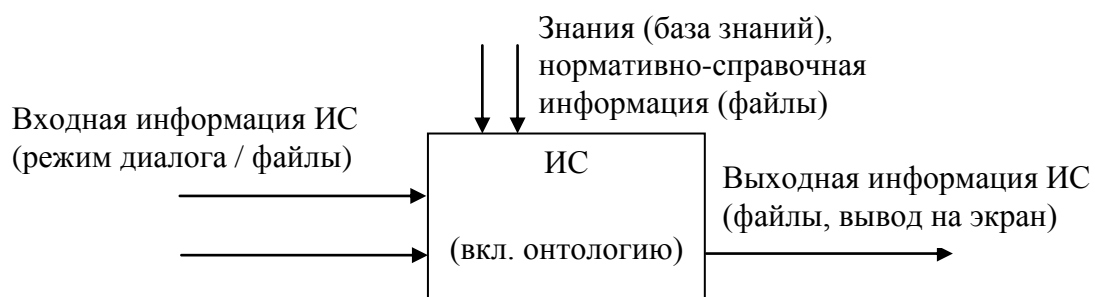 Знания (база знаний),
нормативно-справочная
информация (файлы)
Входная информация ИС
(режим диалога / файлы)
ИС
(вкл. онтологию)
Выходная информация ИС
(файлы, вывод на экран)